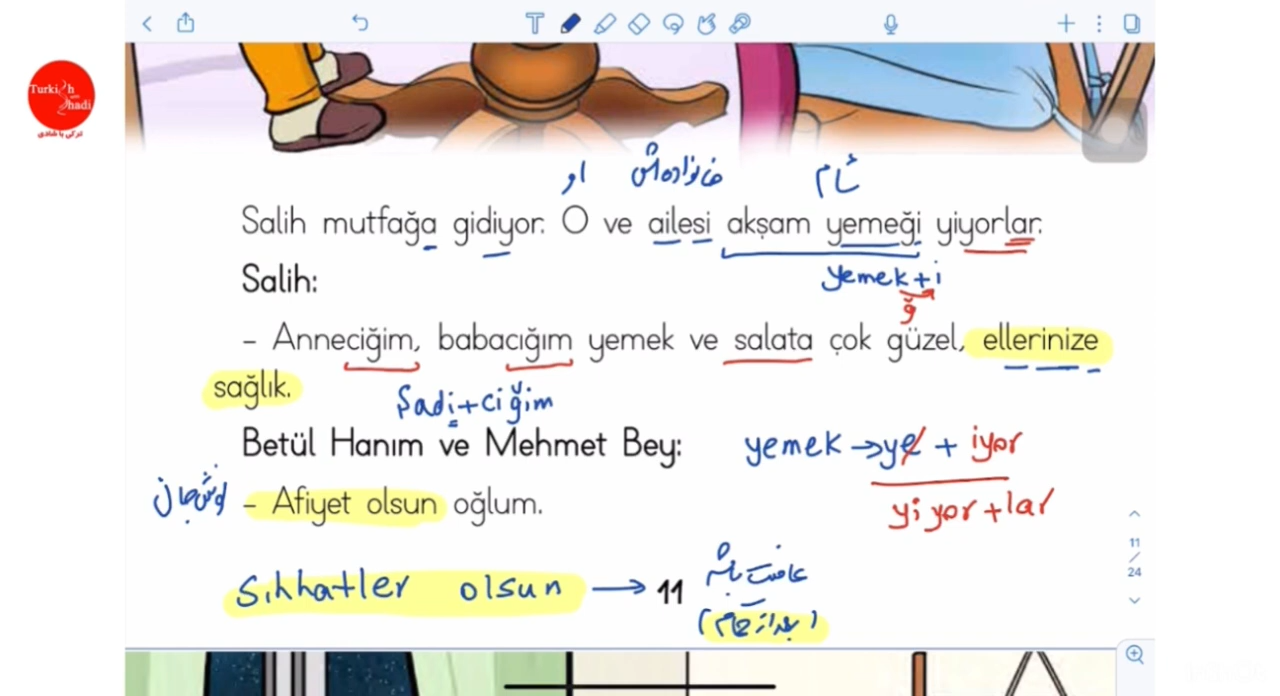 Turkish
Shadi
ترکی با شادی
او خانواده‌اش شام
Salih mutfağa gidiyor. O ve ailesi akşam yemeği yiyorlar.
yemek+i
ğ
Salih:
- Anneciğim, babacığım yemek ve salata çok güzel, ellerinize
sağlık.
Şadi+ciğim
Betül Hanım ve Mehmet Bey:
yemek → ye + iyor
نوش جان
- Afiyet olsun oğlum.
yiyor+lar
Sıhhatler olsun → 11
عافیت باشه
(بعد از حمام)
11
/
24